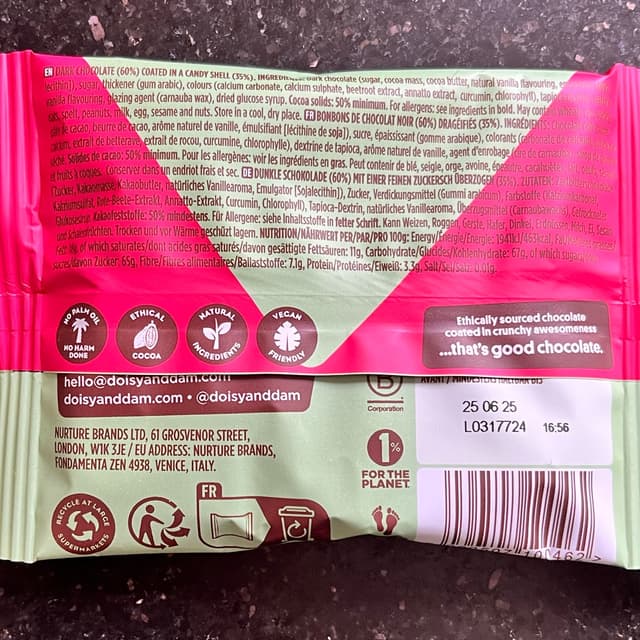 EN DARK CHOCOLATE (60%) COATED IN A CANDY SHELL (35%). dark chocolate (sugar, cocoa mass, cocoa butter, natural vanilla flavouring,
lecithin]), sugar, thickener (gum arabic), colours (calcium carbonate, calcium sulphate, beetroot extract, annatto extract, curcumin, chlorophyll),
vanilla flavouring, glazing agent (carnauba wax), dried glucose syrup. Cocoa solids: 50% minimum. For allergens: see ingredients in bold. May
spelt, peanuts, milk, egg, sesame and nuts. Store in a cool, dry place. FR BONBONS DE CHOCOLAT NOIR (60%) DRAGÉIFIÉS (35%). INGRÉDIENTS:
de cacao, beurre de cacao, arôme naturel de vanille, émulsifiant [lécithine de soja]), sucre, épaississant (gomme arabique), colorants
extrait de betterave, extrait de rocou, curcumine, chlorophylle), dextrine de tapioca, arôme naturel de vanille, agent d'enrobage
Solides de cacao: 50% minimum. Pour les allergènes: voir les ingrédients en gras. Peut contenir de blé, seigle, orge, avoine, épeautre,
fruits à coques. Conserver dans un endroit frais et sec. DE DUNKLE SCHOKOLADE (60%) MIT EINER FEINEN ZUCKERSCH
(Zucker, Kakaomasse, Kakaobutter, natürliches Vanillearoma, Emulgator [Sojalecithin]), Zucker, Verdickungsmittel (Gummi arabicum), Farbstoffe
Kalziumsulfat, Rote-Beete-Extrakt, Annatto-Extrakt, Curcumin, Chlorophyll), Tapioca-Dextrin, natürliches Vanillearoma, Überzugsmittel (Carnaubawachs),
Glukosesirup. Kakaofeststoffe: 50% mindestens. Für Allergene: siehe Inhaltsstoffe in fetter Schrift. Kann Weizen, Roggen, Gerste, Hafer, Dinkel, Erdnüssen, Milch, Ei,
und Schalenfrüchten. Trocken und vor Wärme geschützt lagern. NUTRITION/NÄHRWERT PER/PAR/PRO 100g: Energy/Énergie/Energie: 1941kJ/463kcal,
of which saturates/dont acides gras saturés/davon gesättigte Fettsäuren: 11g, Carbohydrate/Glucides/Kohlenhydrate: 67g, of which
sucres/davon Zucker: 65g, Fibre/Fibres alimentaires/Ballaststoffe: 7.1g, Protein/Protéines/Eiweiß: 3.3g, Salt/Sel/Salz: 0.01g.
NO PALM OIL
NO HARM
DONE
ETHICAL
COCOA
NATURAL
INGREDIENTS
VEGAN
FRIENDLY
Ethically sourced chocolate
coated in crunchy awesomeness
...that's good chocolate.
hello@doisyanddam.com
doisyanddam.com • @doisyanddam
NURTURE BRANDS LTD, 61 GROSVENOR STREET,
LONDON, W1K 3JE / EU ADDRESS: NURTURE BRANDS,
FONDAMENTA ZEN 4938, VENICE, ITALY.
B
Corporation
25 06 25
L0317724 16:56
1%
FOR THE
PLANET.
RECYCLE AT LARGE
SUPERMARKETS
FR